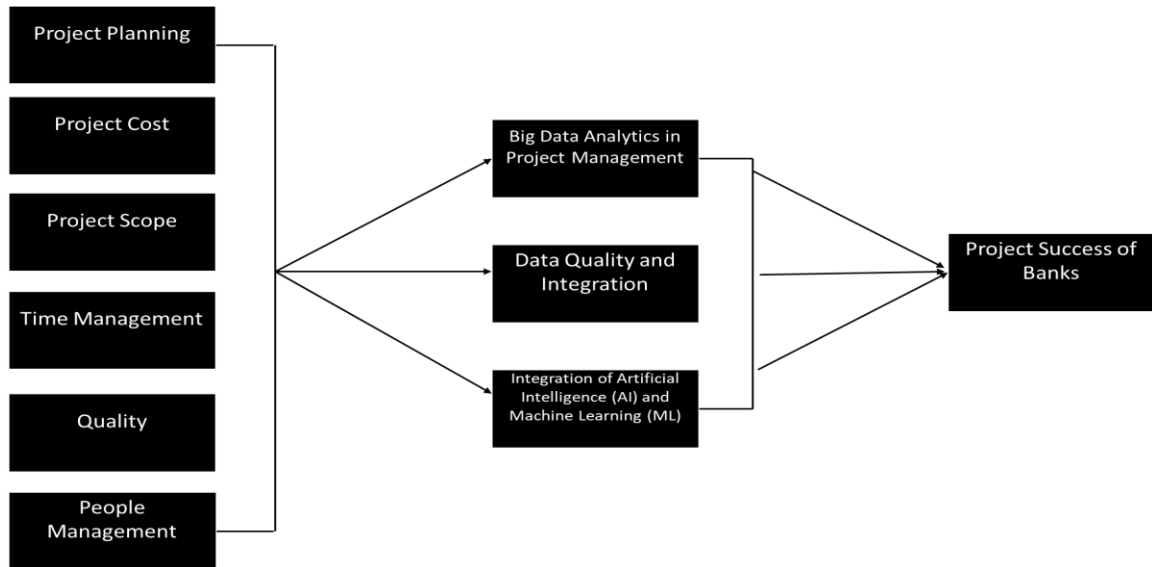 Project Planning
Project Cost
Project Scope
Time Management
Quality
People
Management
Big Data Analytics in
Project Management
Data Quality and
Integration
Integration of Artificial
Intelligence (AI) and
Machine Learning (ML)
Project Success of
Banks